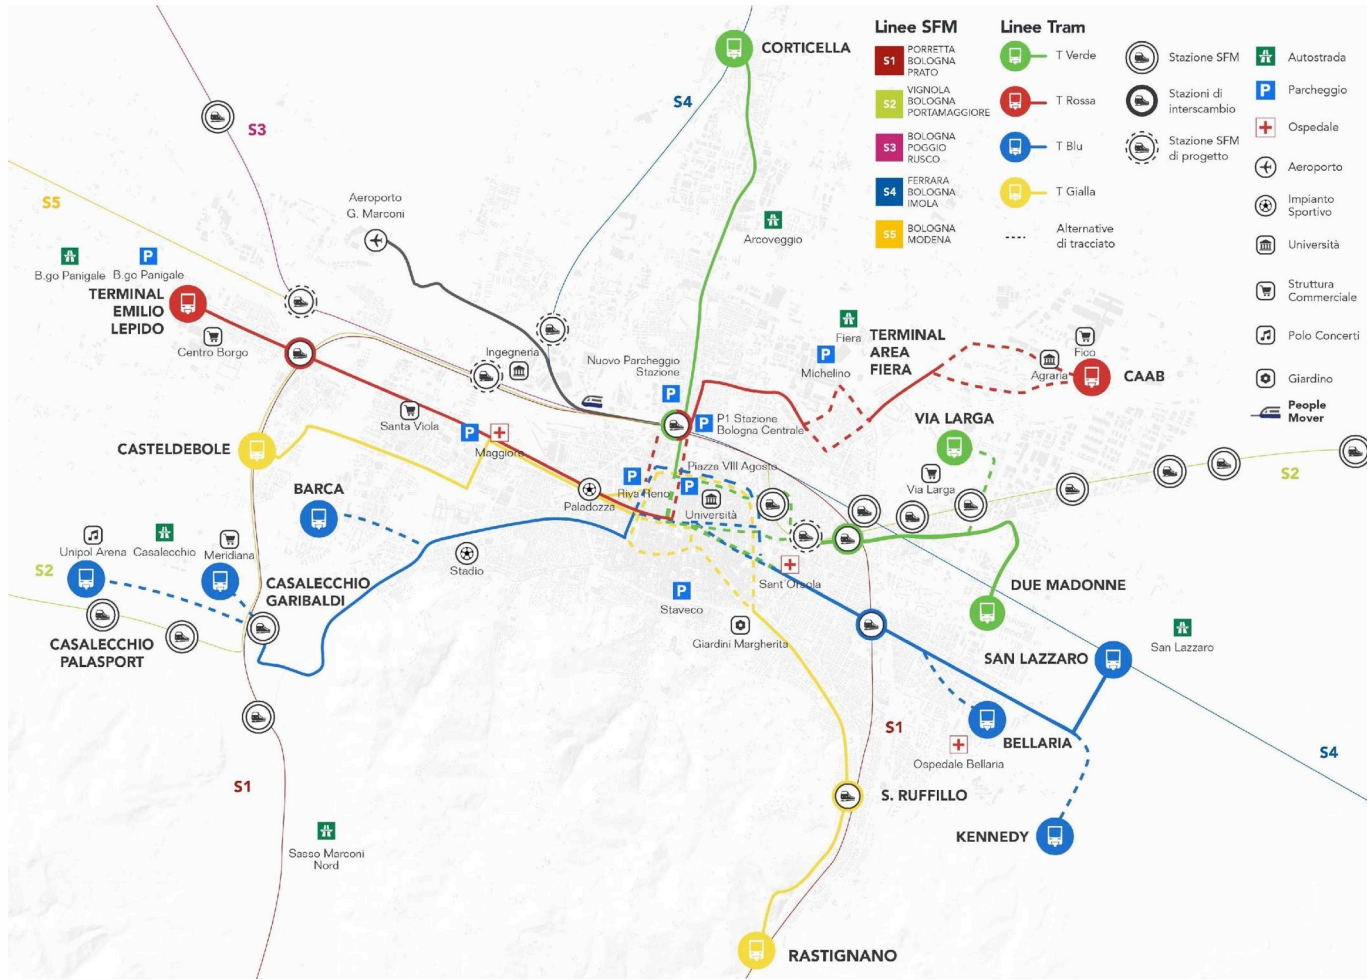 CORTICELLA
S4
S3
Linee SFM
S1
PORRETTA
BOLOGNA
PRATO
S2
VIGNOLA
BOLOGNA
PORTAMAGGIORE
S3
BOLOGNA
POGGIO
RUSCO
S4
FERRARA
BOLOGNA
IMOLA
S5
BOLOGNA
MODENA
Linee Tram
T Verde
T Rossa
T Blu
T Gialla
Alternative
di tracciato
Stazione SFM
Stazioni di
interscambio
Stazione SFM
di progetto
Autostrada
P
Parcheggio
Ospedale
Aeroporto
Impianto
Sportivo
Università
Struttura
Commerciale
Polo Concerti
Giardino
People
Mover
S5
Aeroporto
G. Marconi
Arcoveggio
P
B.go Panigale
B.go Panigale
TERMINAL
EMILIO
LEPIDO
Centro Borgo
Ingegneria
Nuovo Parcheggio
Stazione
P
P
P1 Stazione
Bologna Centrale
Fiera
P
Michelino
TERMINAL
AREA
FIERA
Fico
Agraria
CAAB
VIA LARGA
Via Larga
S2
Santa Viola
P
Maggiore
CASTELDEBOLE
Piazza VIII Agosto
P
Riva Reno
P
Università
Paladozza
BARCA
Unipol Arena
Casalecchio
Meridiana
Stadio
S2
CASALECCHIO
GARIBALDI
CASALECCHIO
PALASPORT
Sant'Orsola
P
Staveco
Giardini Margherita
DUE MADONNE
SAN LAZZARO
San Lazzaro
BELLARIA
Ospedale Bellaria
S1
S4
S1
S. RUFFILLO
KENNEDY
Sasso Marconi
Nord
RASTIGNANO